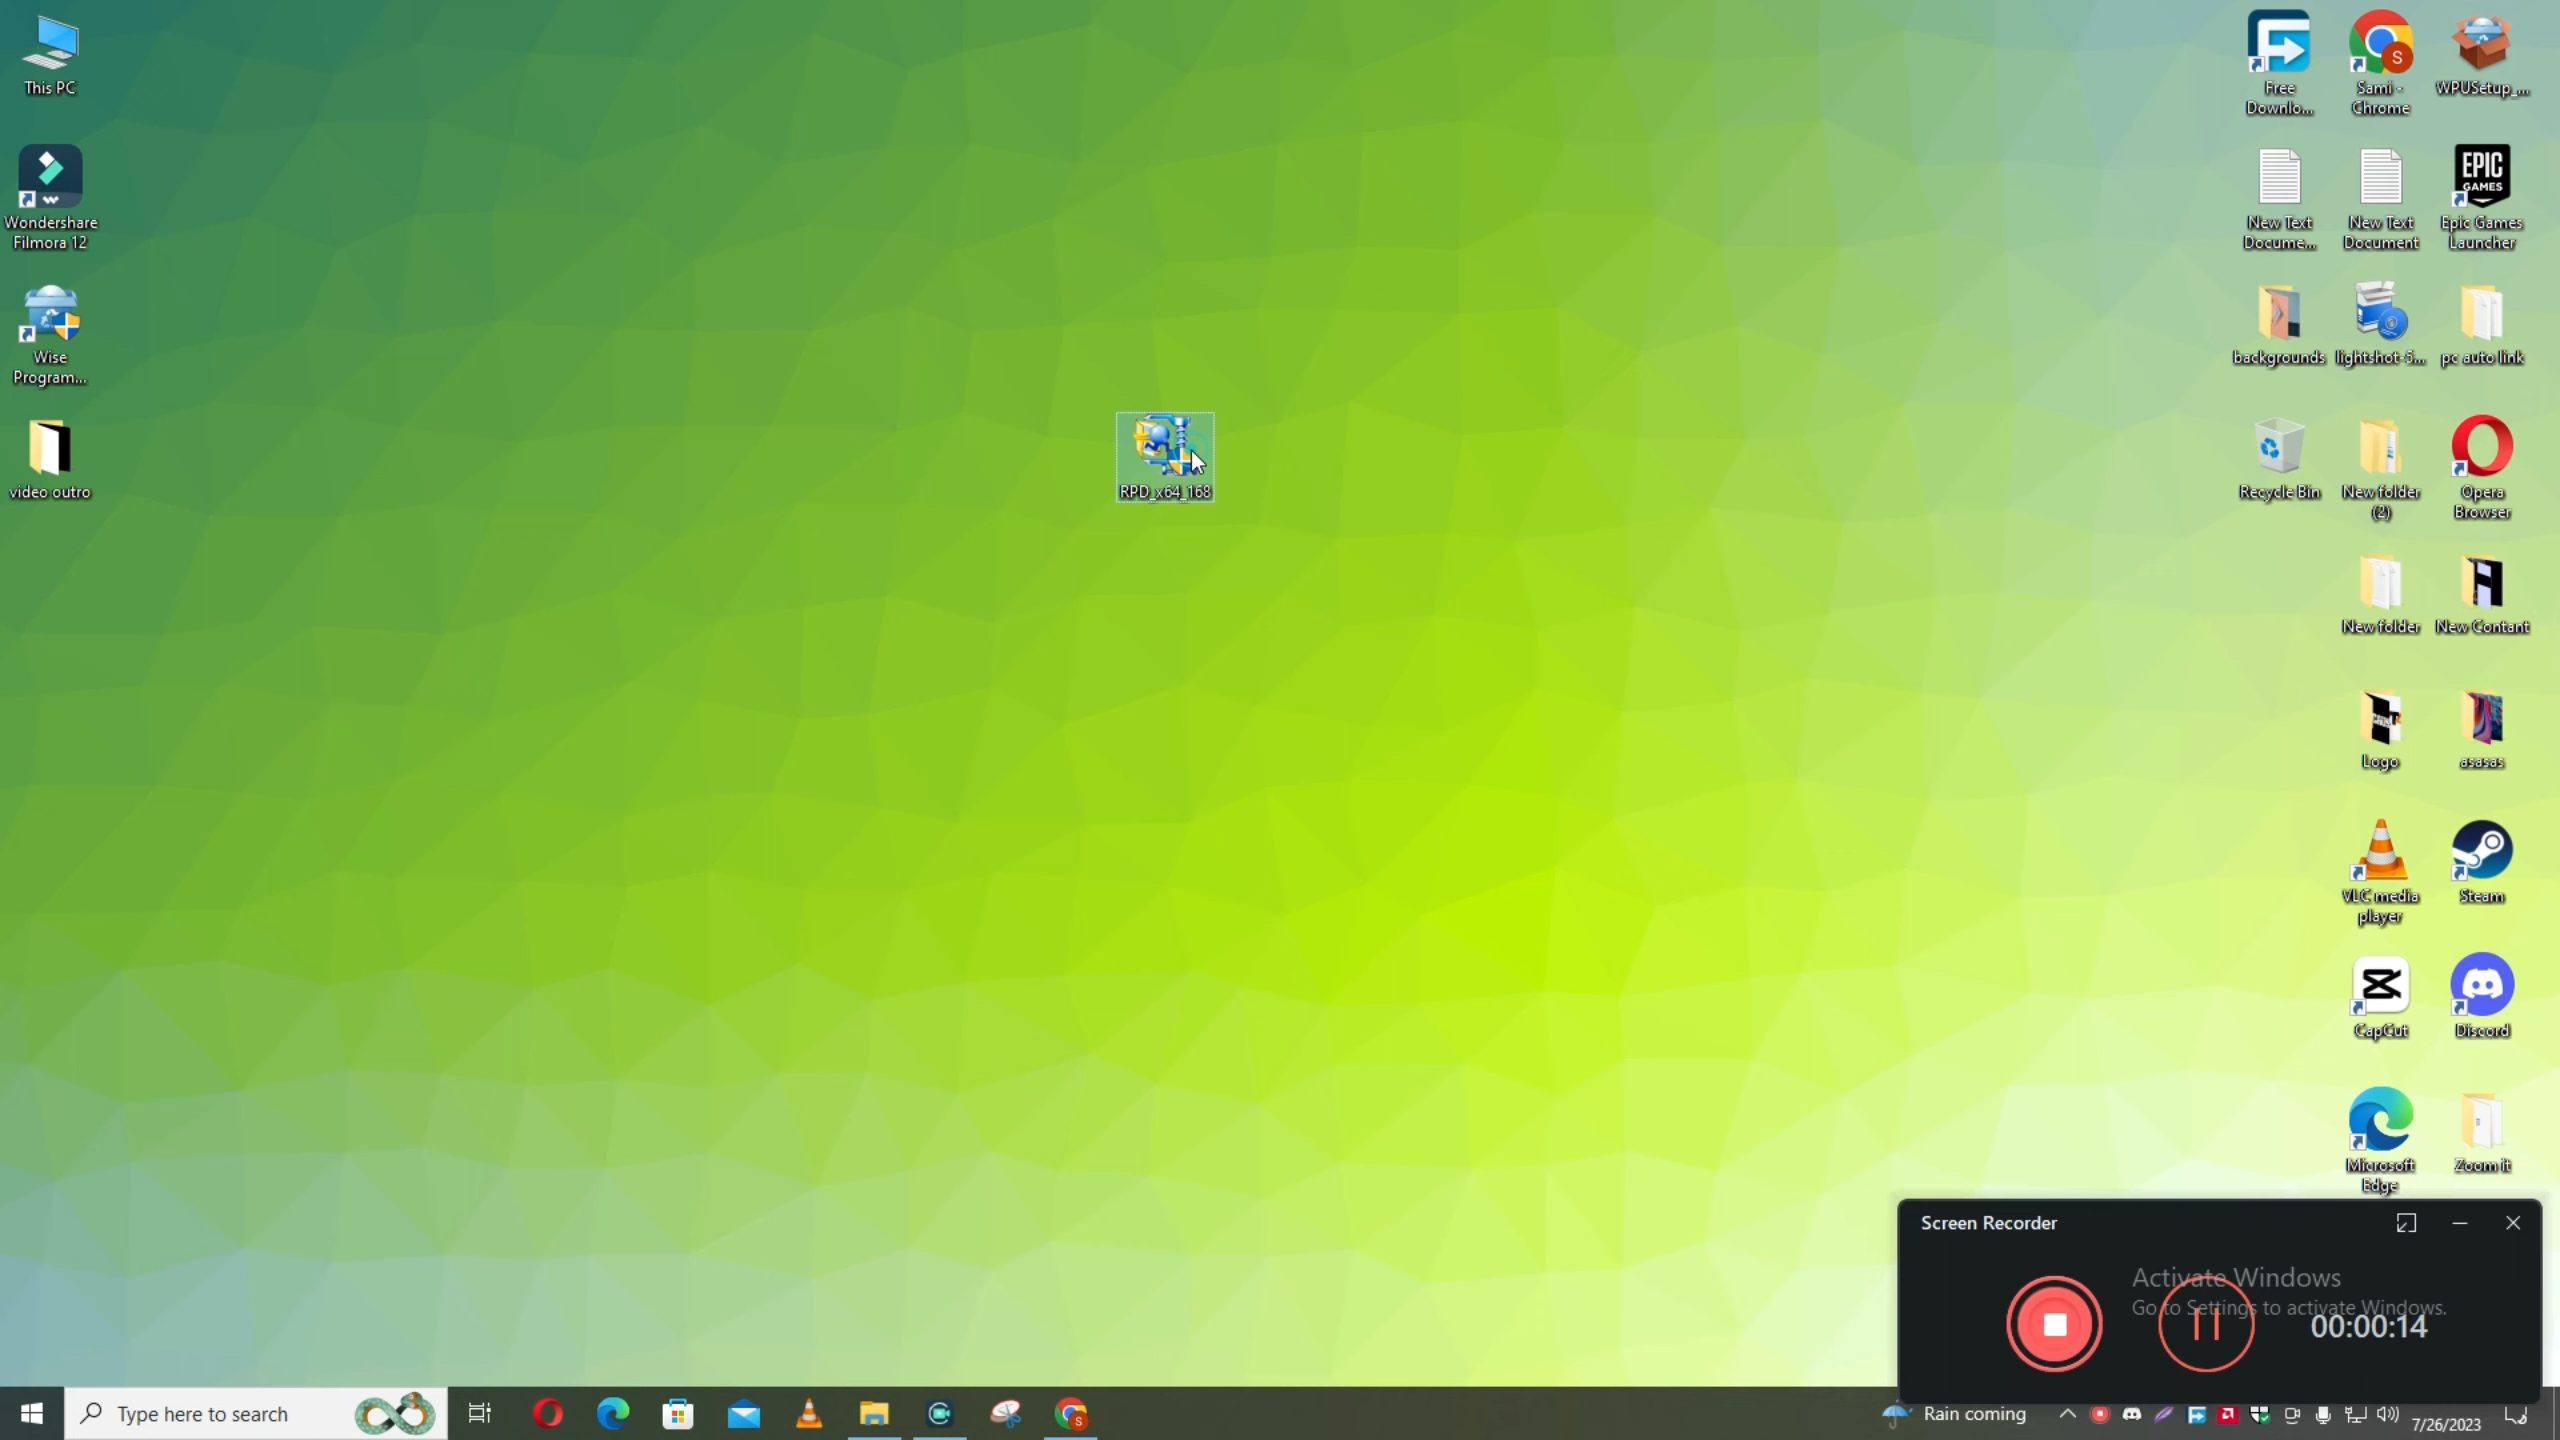 This PC
Wondershare
Filmora 12
Wise
Program...
video outro
RPD_x64_168
Free
Downlo...
Sami -
Chrome
WPUSetup_...
New Text
Docume...
New Text
Document
EPIC
GAMES
Epic Games
Launcher
backgrounds
lightshot-5...
pc auto link
Recycle Bin
New folder
(2)
Opera
Browser
New folder
New Contant
Logo
asasas
VLC media
player
Steam
CapCut
Discord
Microsoft
Edge
Zoom it
Screen Recorder
Activate Windows
Go to Settings to activate Windows.
00:00:14
Type here to search
Rain coming
7/26/2023